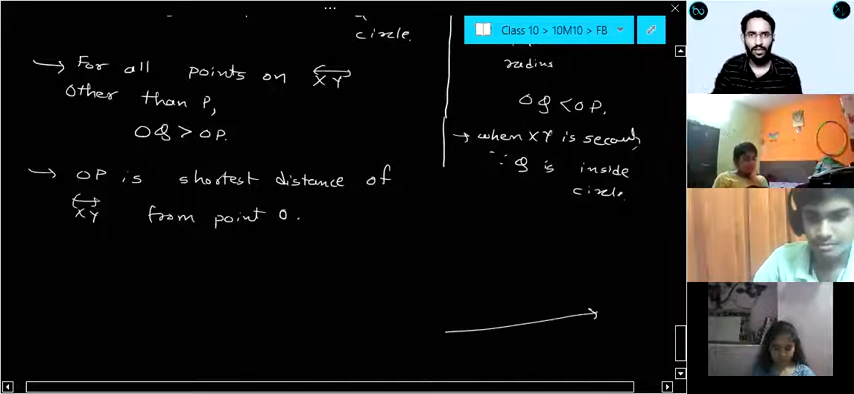 circle.
→ For all points on XY
Other than P,
OQ > OP.
→ OP is shortest distance of
XY from point O.
Class 10 > 10M10 > FB
radius
OQ < OP.
→ when XY is secant,
∵ Q is inside
circle.